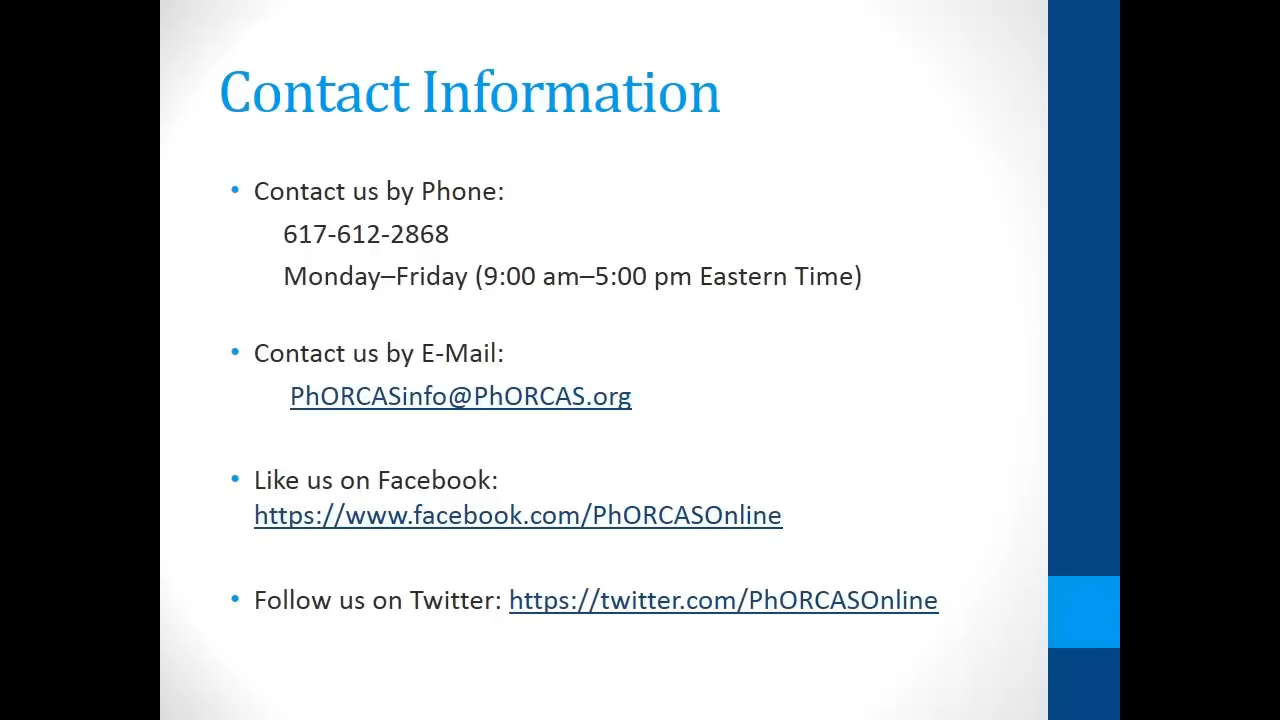 Contact Information
• Contact us by Phone:
617-612-2868
Monday–Friday (9:00 am–5:00 pm Eastern Time)
• Contact us by E-Mail:
PhORCASinfo@PhORCAS.org
• Like us on Facebook:
https://www.facebook.com/PhORCASOnline
• Follow us on Twitter: https://twitter.com/PhORCASOnline